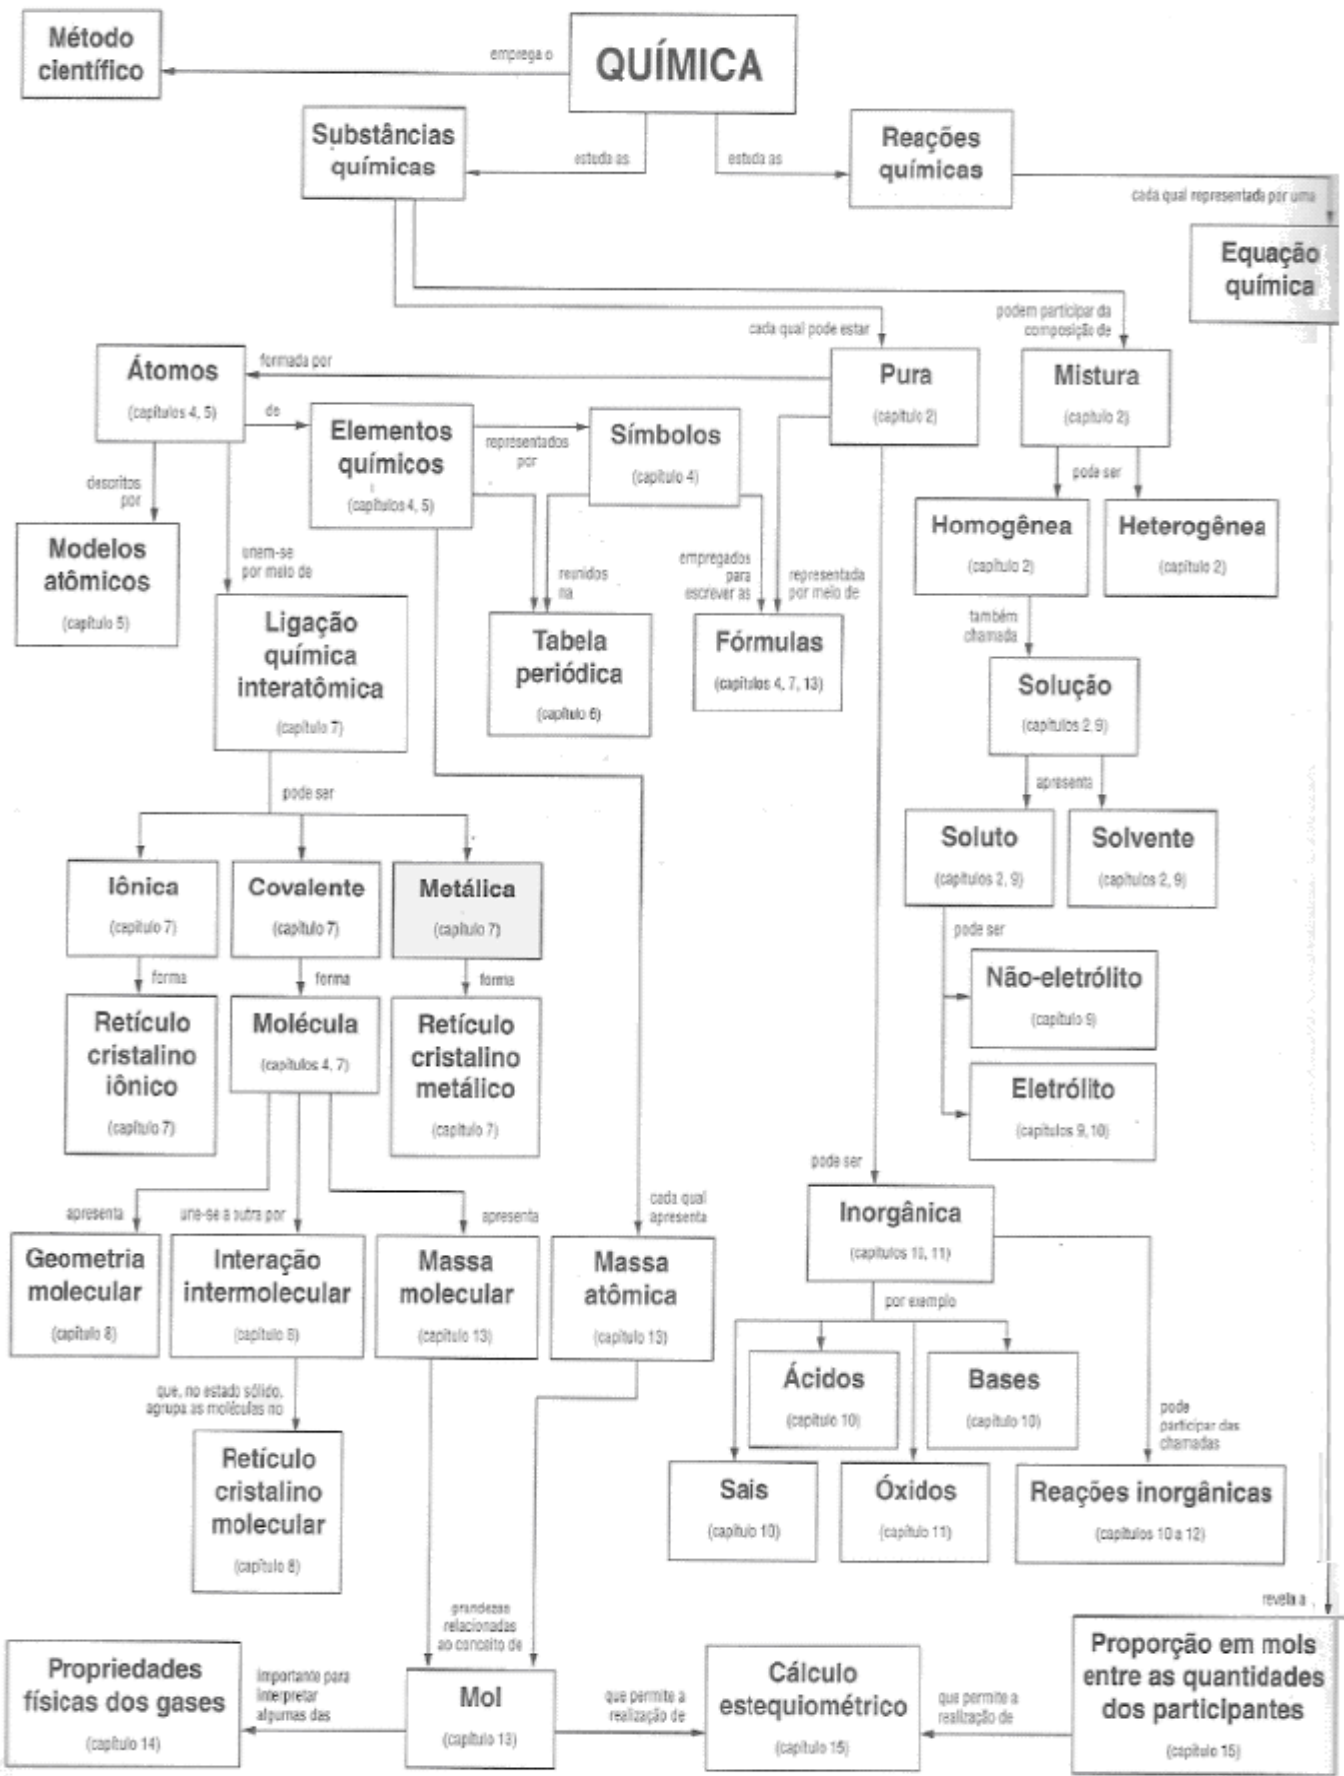 Método
científico
emprega o
QUÍMICA
Substâncias
químicas
estuda as
estuda as
Reações
químicas
cada qual representada por uma
Equação
química
cada qual pode estar
podem participar da
composição de
Átomos
(capítulos 4, 5)
formada por
Pura
(capítulo 2)
Mistura
(capítulo 2)
de
Elementos
químicos
(capítulos 4, 5)
representados
por
Símbolos
(capítulo 4)
pode ser
descritos
por
Modelos
atômicos
(capítulo 5)
unem-se
por meio de
reunidos
na
empregados
para
escrever as
representada
por meio de
Homogênea
(capítulo 2)
Heterogênea
(capítulo 2)
Ligação
química
interatômica
(capítulo 7)
Tabela
periódica
(capítulo 6)
Fórmulas
(capítulos 4, 7, 13)
também
chamada
Solução
(capítulos 2, 9)
pode ser
apresenta
Soluto
(capítulos 2, 9)
Solvente
(capítulos 2, 9)
Iônica
(capítulo 7)
Covalente
(capítulo 7)
Metálica
(capítulo 7)
pode ser
forma
forma
forma
Não-eletrólito
(capítulo 9)
Retículo
cristalino
iônico
(capítulo 7)
Molécula
(capítulos 4, 7)
Retículo
cristalino
metálico
(capítulo 7)
Eletrólito
(capítulos 9, 10)
pode ser
apresenta
une-se a outra por
apresenta
cada qual
apresenta
Inorgânica
(capítulos 10, 11)
Geometria
molecular
(capítulo 8)
Interação
intermolecular
(capítulo 8)
Massa
molecular
(capítulo 13)
Massa
atômica
(capítulo 13)
por exemplo
Ácidos
(capítulo 10)
Bases
(capítulo 10)
pode
participar das
chamadas
que, no estado sólido,
agrupa as moléculas no
Retículo
cristalino
molecular
(capítulo 8)
Sais
(capítulo 10)
Óxidos
(capítulo 11)
Reações inorgânicas
(capítulos 10 a 12)
grandezas
relacionadas
ao conceito de
revela a
Propriedades
físicas dos gases
(capítulo 14)
importante para
interpretar
algumas das
Mol
(capítulo 13)
que permite a
realização de
Cálculo
estequiométrico
(capítulo 15)
que permite a
realização de
Proporção em mols
entre as quantidades
dos participantes
(capítulo 15)